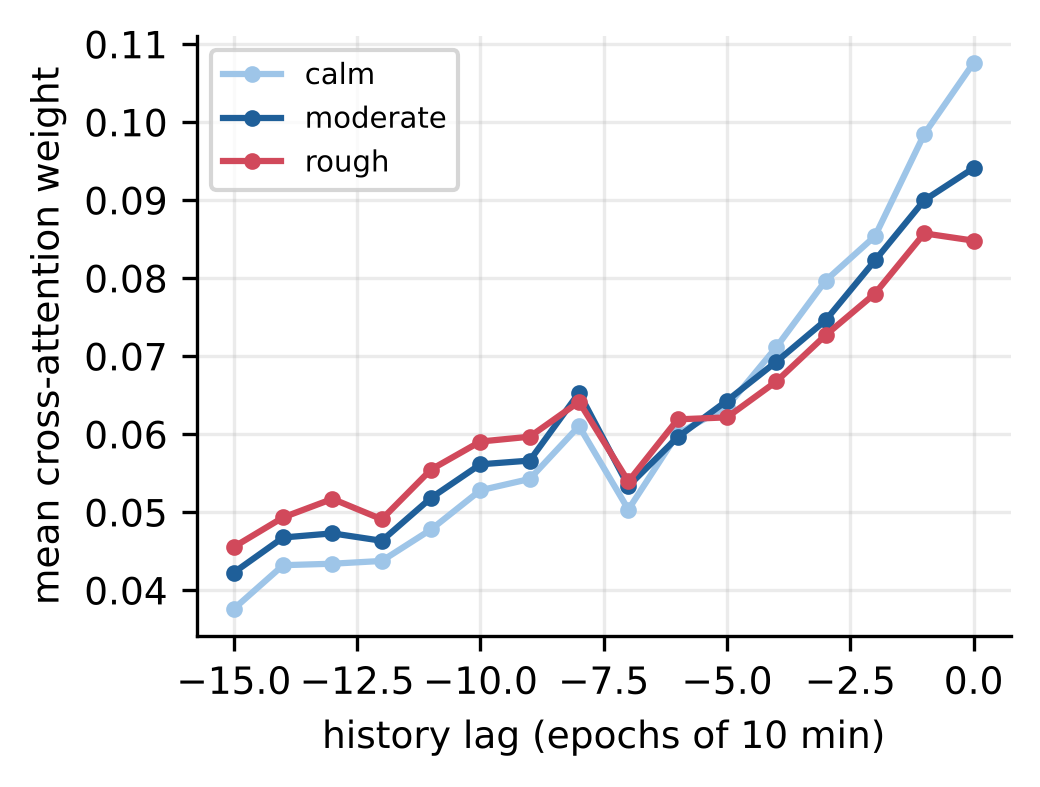 mean cross-attention weight
0.11
0.10
0.09
0.08
0.07
0.06
0.05
0.04
calm
moderate
rough
−15.0 −12.5 −10.0 −7.5 −5.0 −2.5 0.0
history lag (epochs of 10 min)